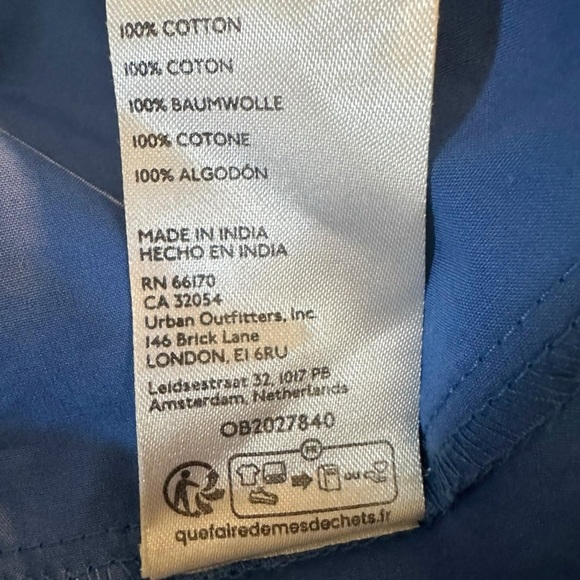 100% COTTON
100% COTON
100% BAUMWOLLE
100% COTONE
100% ALGODÓN
MADE IN INDIA
HECHO EN INDIA
RN 66170
CA 32054
Urban Outfitters, Inc
146 Brick Lane
LONDON, E1 6RU
Leidsestraat 32, 1017 PB
Amsterdam, Netherlands
OB2027840
FR
OU
quefairedemesdechets.fr